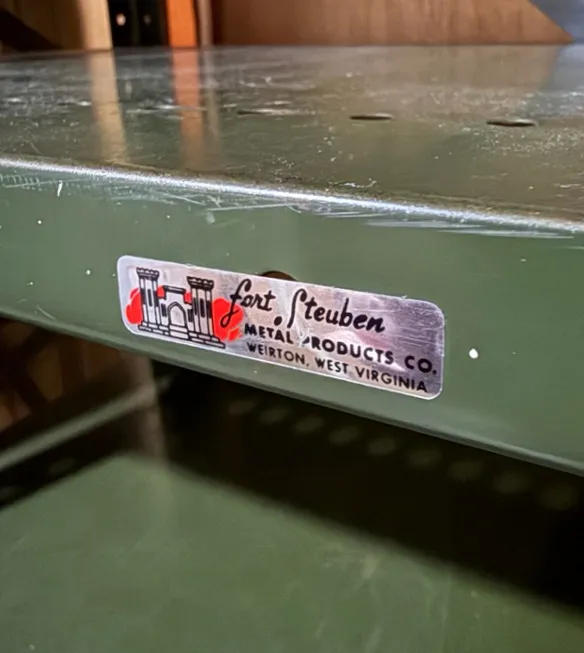 Fort Steuben
METAL PRODUCTS CO.
WEIRTON, WEST VIRGINIA